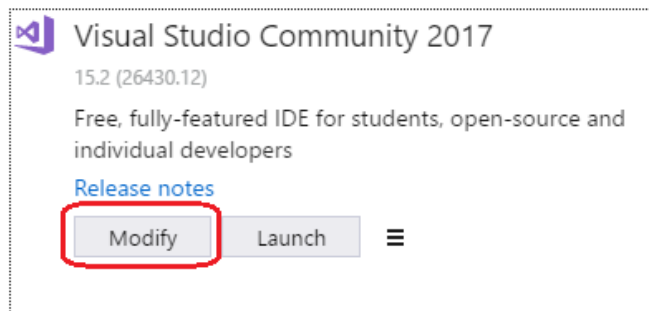 Visual Studio Community 2017
15.2 (26430.12)
Free, fully-featured IDE for students, open-source and
individual developers
Release notes
Modify Launch